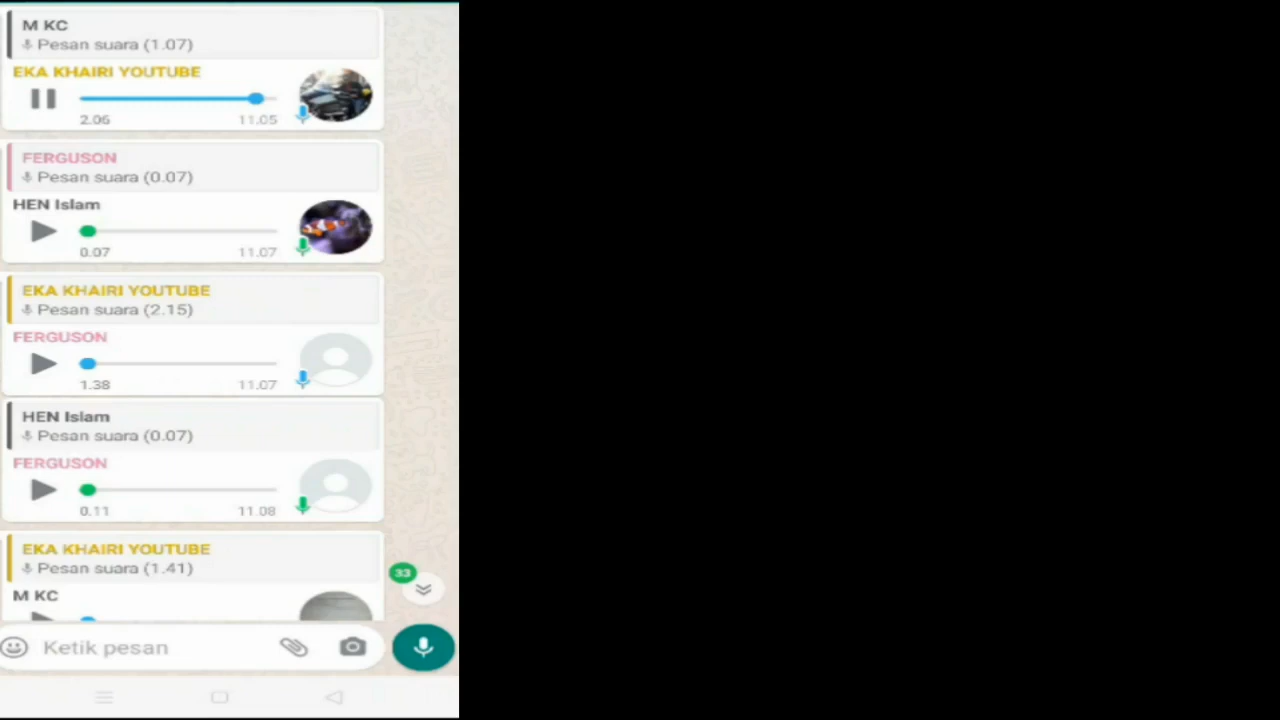 M KC
Pesan suara (1.07)
EKA KHAIRI YOUTUBE
2.06 11.05
FERGUSON
Pesan suara (0.07)
HEN Islam
0.07 11.07
EKA KHAIRI YOUTUBE
Pesan suara (2.15)
FERGUSON
1.38 11.07
HEN Islam
Pesan suara (0.07)
FERGUSON
0.11 11.08
EKA KHAIRI YOUTUBE
Pesan suara (1.41)
33
M KC
Ketik pesan